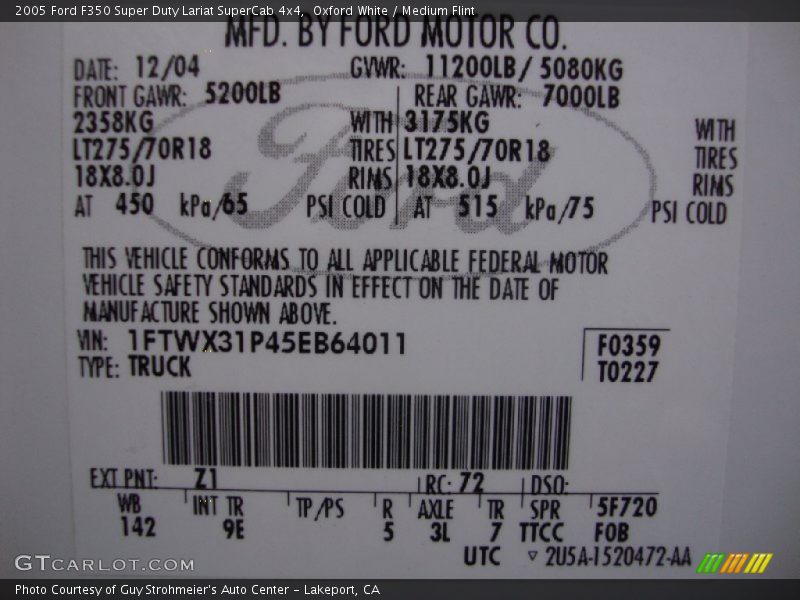 2005 Ford F350 Super Duty Lariat SuperCab 4x4, Oxford White / Medium Flint
MFD. BY FORD MOTOR CO.
DATE: 12/04 GVWR: 11200LB/ 5080KG
FRONT GAWR: 5200LB REAR GAWR: 7000LB
2358KG WITH 3175KG WITH
LT275/70R18 TIRES LT275/70R18 TIRES
18X8.0J RIMS 18X8.0J RIMS
AT 450 kPa/65 PSI COLD AT 515 kPa/75 PSI COLD
Ford
THIS VEHICLE CONFORMS TO ALL APPLICABLE FEDERAL MOTOR
VEHICLE SAFETY STANDARDS IN EFFECT ON THE DATE OF
MANUFACTURE SHOWN ABOVE.
VIN: 1FTWX31P45EB64011 F0359
TYPE: TRUCK T0227
EXT PNT: Z1 RC: 72 DSO:
WB INT TR TP/PS R AXLE TR SPR 5F720
142 9E 5 3L 7 TTCC F0B
UTC ▽ 2U5A-1520472-AA
GTCARLOT.COM
Photo Courtesy of Guy Strohmeier's Auto Center – Lakeport, CA